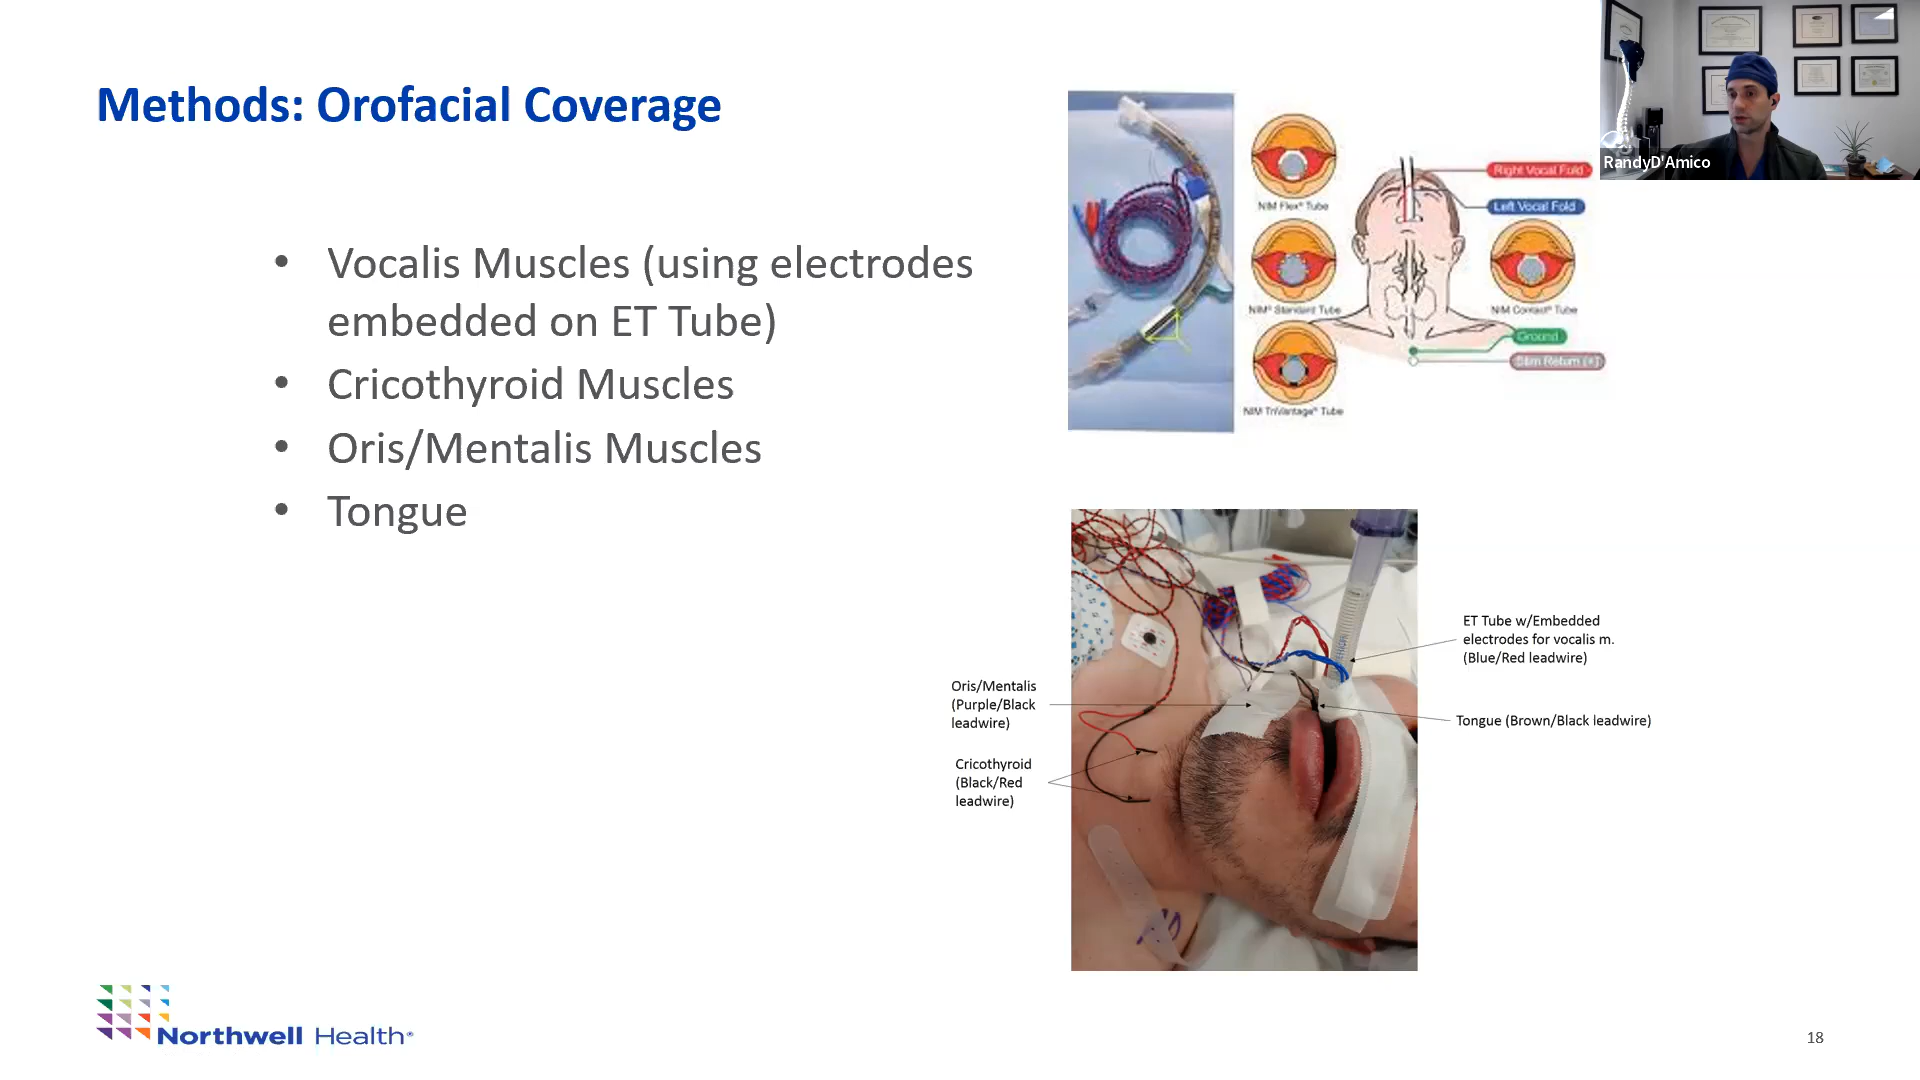 Methods: Orofacial Coverage
RandyD'Amico
• Vocalis Muscles (using electrodes
embedded on ET Tube)
• Cricothyroid Muscles
• Oris/Mentalis Muscles
• Tongue
Right Vocal Fold
Left Vocal Fold
NIM Flex® Tube
NIM® Standard Tube
NIM Contact® Tube
Ground
Stim Return (+)
NIM TriVantage® Tube
ET Tube w/Embedded
electrodes for vocalis m.
(Blue/Red leadwire)
Oris/Mentalis
(Purple/Black
leadwire)
Tongue (Brown/Black leadwire)
Cricothyroid
(Black/Red
leadwire)
Northwell Health®
18